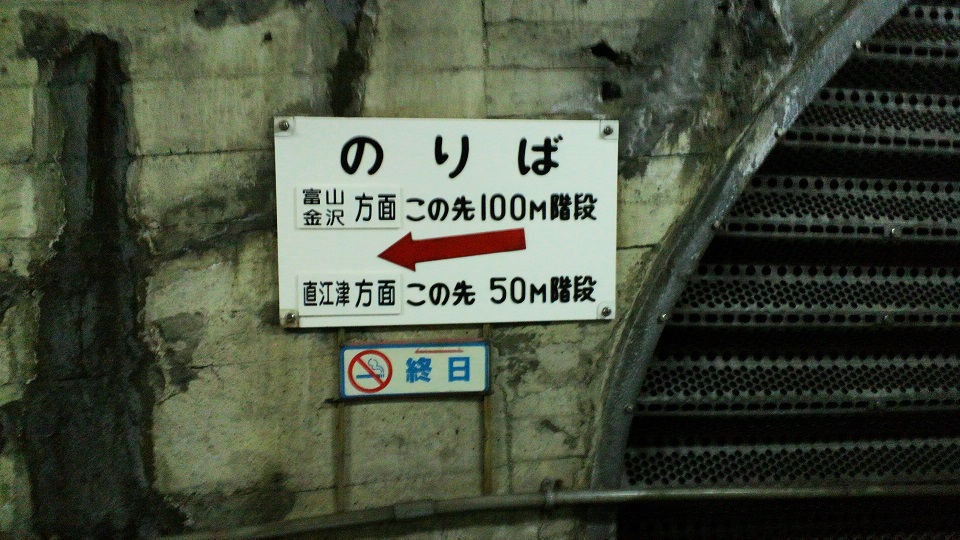 のりば
富山
金沢 方面 この先100M階段
直江津方面 この先 50M階段
終日